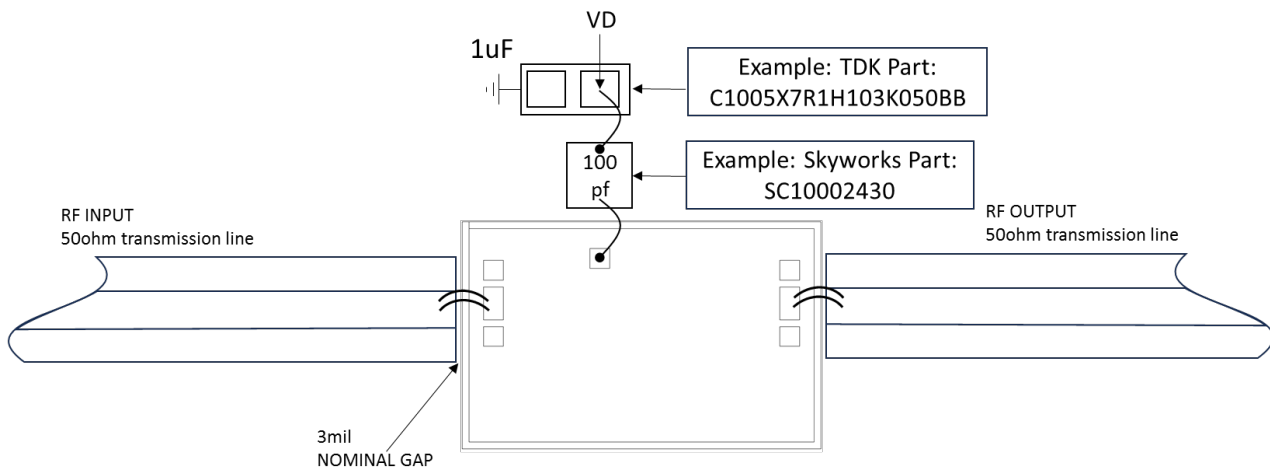 VD
1uF
Example: TDK Part:
C1005X7R1H103K050BB
100
pf
Example: Skyworks Part:
SC10002430
RF INPUT
50ohm transmission line
RF OUTPUT
50ohm transmission line
3mil
NOMINAL GAP